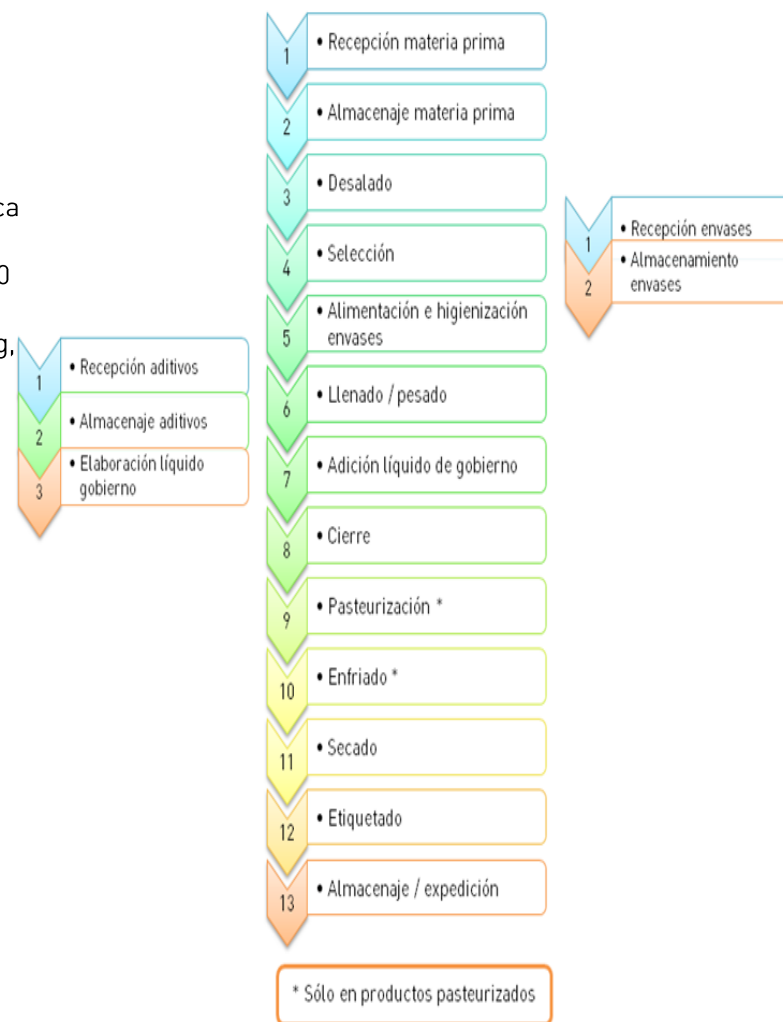 1
• Recepción materia prima
2
• Almacenaje materia prima
3
• Desalado
4
• Selección
5
• Alimentación e higienización
envases
6
• Llenado / pesado
7
• Adición líquido de gobierno
8
• Cierre
9
• Pasteurización *
10
• Enfriado *
11
• Secado
12
• Etiquetado
13
• Almacenaje / expedición
* Sólo en productos pasteurizados
ca
0
g,
1
• Recepción aditivos
2
• Almacenaje aditivos
3
• Elaboración líquido
gobierno
1
• Recepción envases
2
• Almacenamiento
envases